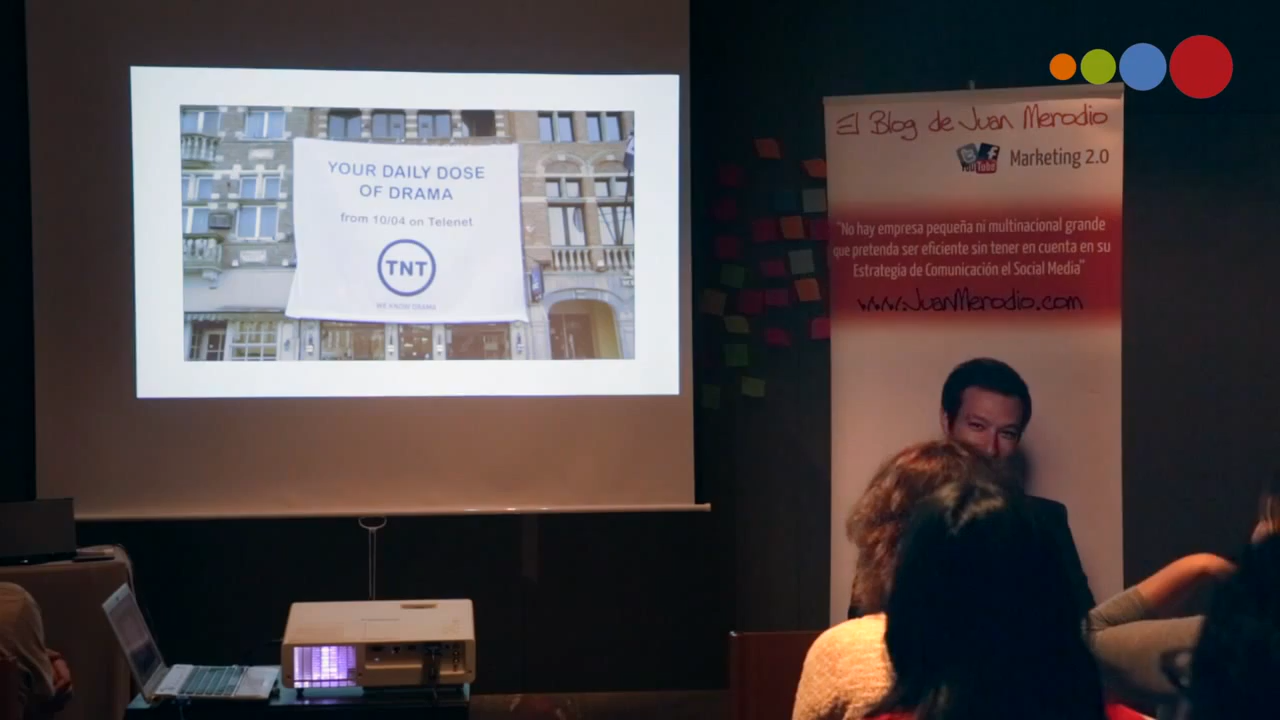 YOUR DAILY DOSE
OF DRAMA
from 10/04 on Telenet
TNT
WE KNOW DRAMA
El Blog de Juan Merodio
YouTube
Marketing 2.0
"No hay empresa pequeña ni multinacional grande
que pretenda ser eficiente sin tener en cuenta en su
Estrategia de Comunicación el Social Media"
www.JuanMerodio.com